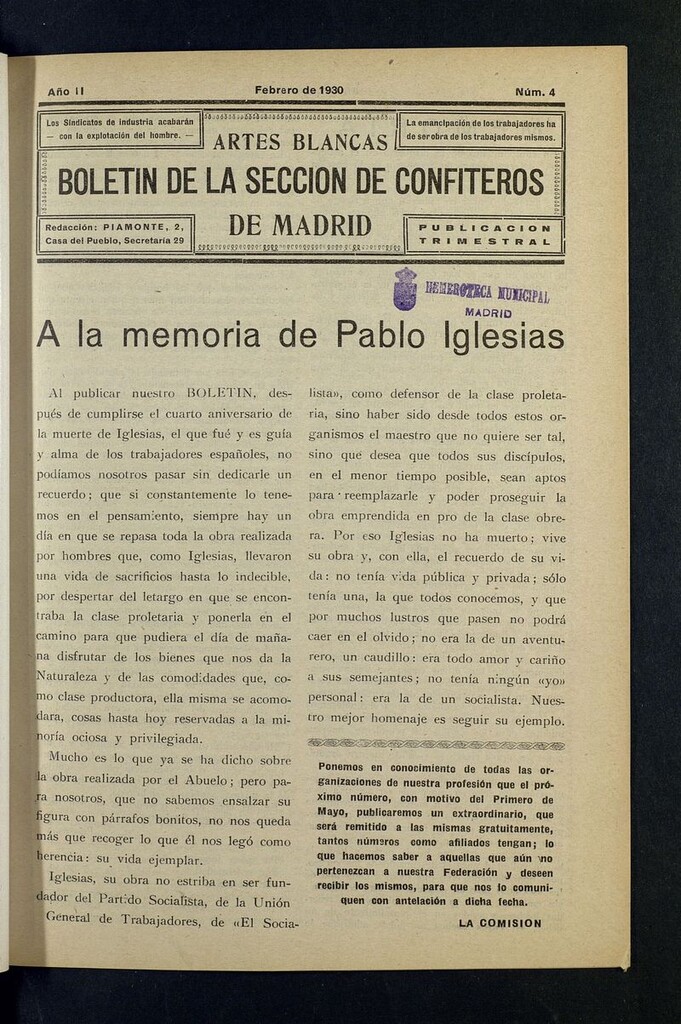 Año II
Febrero de 1930
Núm. 4
Los Sindicatos de industria acabarán
— con la explotación del hombre. —
ARTES BLANCAS
La emancipación de los trabajadores ha
de ser obra de los trabajadores mismos.
BOLETIN DE LA SECCION DE CONFITEROS
Redacción: PIAMONTE, 2,
Casa del Pueblo, Secretaría 29
DE MADRID
PUBLICACION
TRIMESTRAL
HEMEROTECA MUNICIPAL
MADRID
A la memoria de Pablo Iglesias
Al publicar nuestro BOLETIN, des-
pués de cumplirse el cuarto aniversario de
la muerte de Iglesias, el que fué y es guía
y alma de los trabajadores españoles, no
podíamos nosotros pasar sin dedicarle un
recuerdo; que si constantemente lo tene-
mos en el pensamiento, siempre hay un
día en que se repasa toda la obra realizada
por hombres que, como Iglesias, llevaron
una vida de sacrificios hasta lo indecible,
por despertar del letargo en que se encon-
traba la clase proletaria y ponerla en el
camino para que pudiera el día de maña-
na disfrutar de los bienes que nos da la
Naturaleza y de las comodidades que, co-
mo clase productora, ella misma se acomo-
dara, cosas hasta hoy reservadas a la mi-
noría ociosa y privilegiada.
Mucho es lo que ya se ha dicho sobre
la obra realizada por el Abuelo; pero pa-
ra nosotros, que no sabemos ensalzar su
figura con párrafos bonitos, no nos queda
más que recoger lo que él nos legó como
herencia: su vida ejemplar.
Iglesias, su obra no estriba en ser fun-
dador del Partido Socialista, de la Unión
General de Trabajadores, de «El Socia-
lista», como defensor de la clase proleta-
ria, sino haber sido desde todos estos or-
ganismos el maestro que no quiere ser tal,
sino que desea que todos sus discípulos,
en el menor tiempo posible, sean aptos
para reemplazarle y poder proseguir la
obra emprendida en pro de la clase obre-
ra. Por eso Iglesias no ha muerto; vive
su obra y, con ella, el recuerdo de su vi-
da: no tenía vida pública y privada; sólo
tenía una, la que todos conocemos, y que
por muchos lustros que pasen no podrá
caer en el olvido; no era la de un aventu-
rero, un caudillo: era todo amor y cariño
a sus semejantes; no tenía ningún «yo»
personal: era la de un socialista. Nues-
tro mejor homenaje es seguir su ejemplo.
Ponemos en conocimiento de todas las or-
ganizaciones de nuestra profesión que el pró-
ximo número, con motivo del Primero de
Mayo, publicaremos un extraordinario, que
será remitido a las mismas gratuitamente,
tantos números como afiliados tengan; lo
que hacemos saber a aquellas que aún no
pertenezcan a nuestra Federación y deseen
recibir los mismos, para que nos lo comuni-
quen con antelación a dicha fecha.
LA COMISION